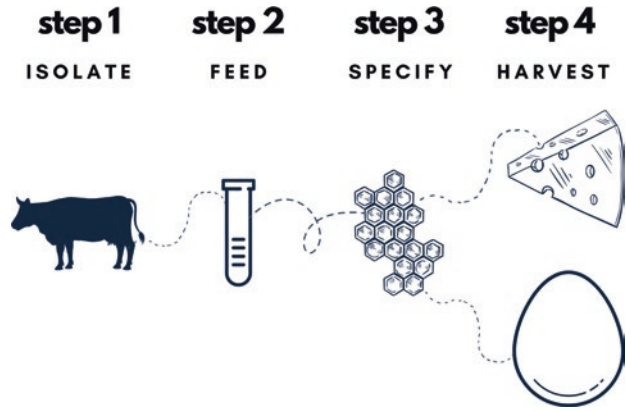 step 1 step 2 step 3 step 4
ISOLATE FEED SPECIFY HARVEST